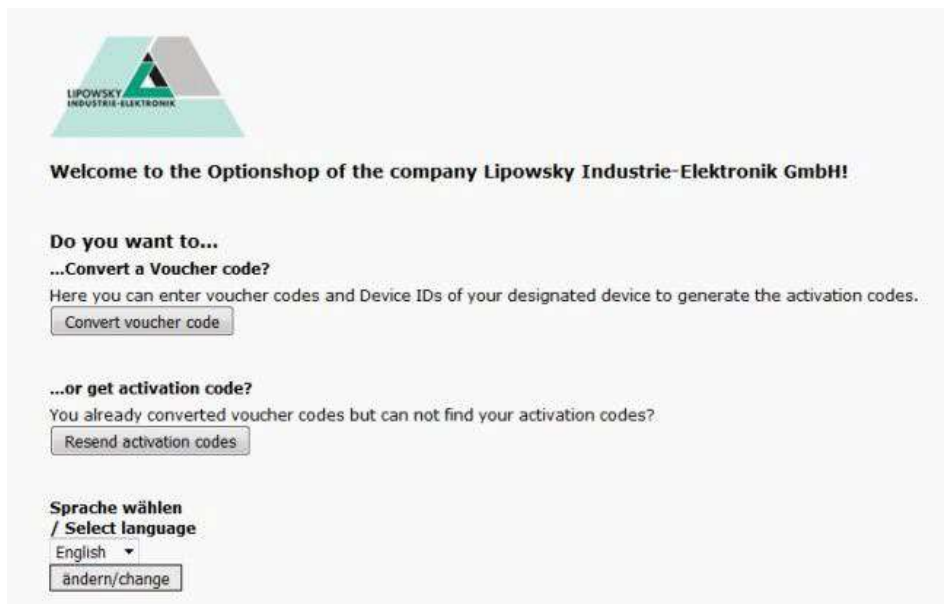 LIPOWSKY
INDUSTRIE-ELEKTRONIK
Welcome to the Optionshop of the company Lipowsky Industrie-Elektronik GmbH!
Do you want to...
...Convert a Voucher code?
Here you can enter voucher codes and Device IDs of your designated device to generate the activation codes.
Convert voucher code
...or get activation code?
You already converted voucher codes but can not find your activation codes?
Resend activation codes
Sprache wählen
/ Select language
English
ändern/change